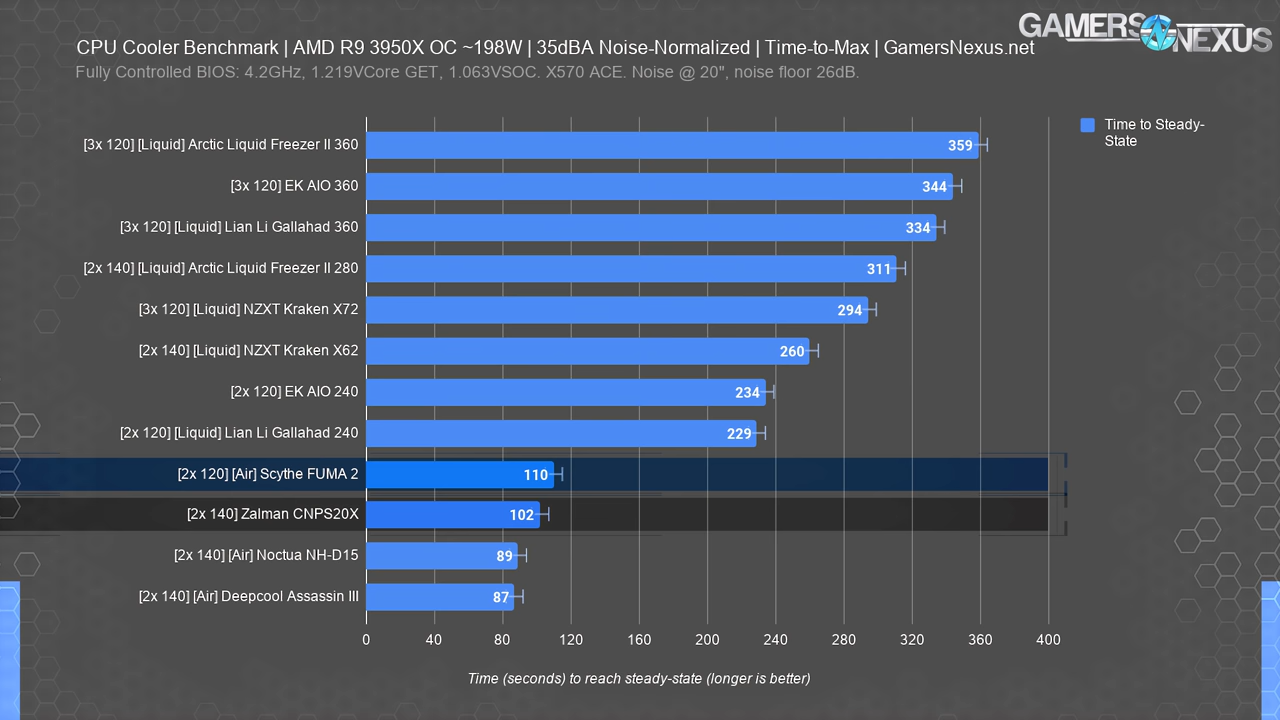 GAMERS NEXUS
CPU Cooler Benchmark | AMD R9 3950X OC ~198W | 35dBA Noise-Normalized | Time-to-Max | GamersNexus.net
Fully Controlled BIOS: 4.2GHz, 1.219VCore GET, 1.063VSOC. X570 ACE. Noise @ 20", noise floor 26dB.
Time to Steady-
State
[3x 120] [Liquid] Arctic Liquid Freezer II 360 359
[3x 120] EK AIO 360 344
[3x 120] [Liquid] Lian Li Gallahad 360 334
[2x 140] [Liquid] Arctic Liquid Freezer II 280 311
[3x 120] [Liquid] NZXT Kraken X72 294
[2x 140] [Liquid] NZXT Kraken X62 260
[2x 120] EK AIO 240 234
[2x 120] [Liquid] Lian Li Gallahad 240 229
[2x 120] [Air] Scythe FUMA 2 110
[2x 140] Zalman CNPS20X 102
[2x 140] [Air] Noctua NH-D15 89
[2x 140] [Air] Deepcool Assassin III 87
0 40 80 120 160 200 240 280 320 360 400
Time (seconds) to reach steady-state (longer is better)